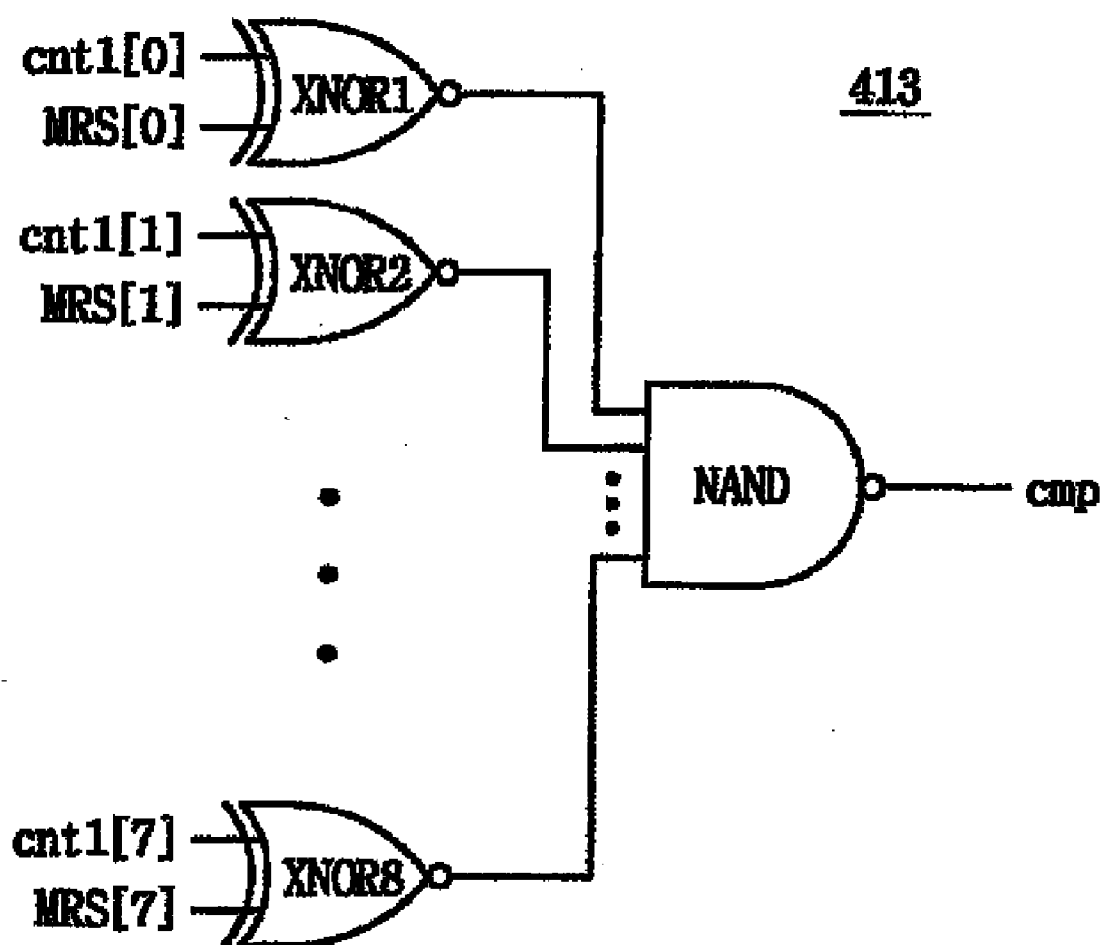 cnt1[0]
MRS[0]
XNOR1
413
cnt1[1]
MRS[1]
XNOR2
NAND
cmp
cnt1[7]
MRS[7]
XNOR8